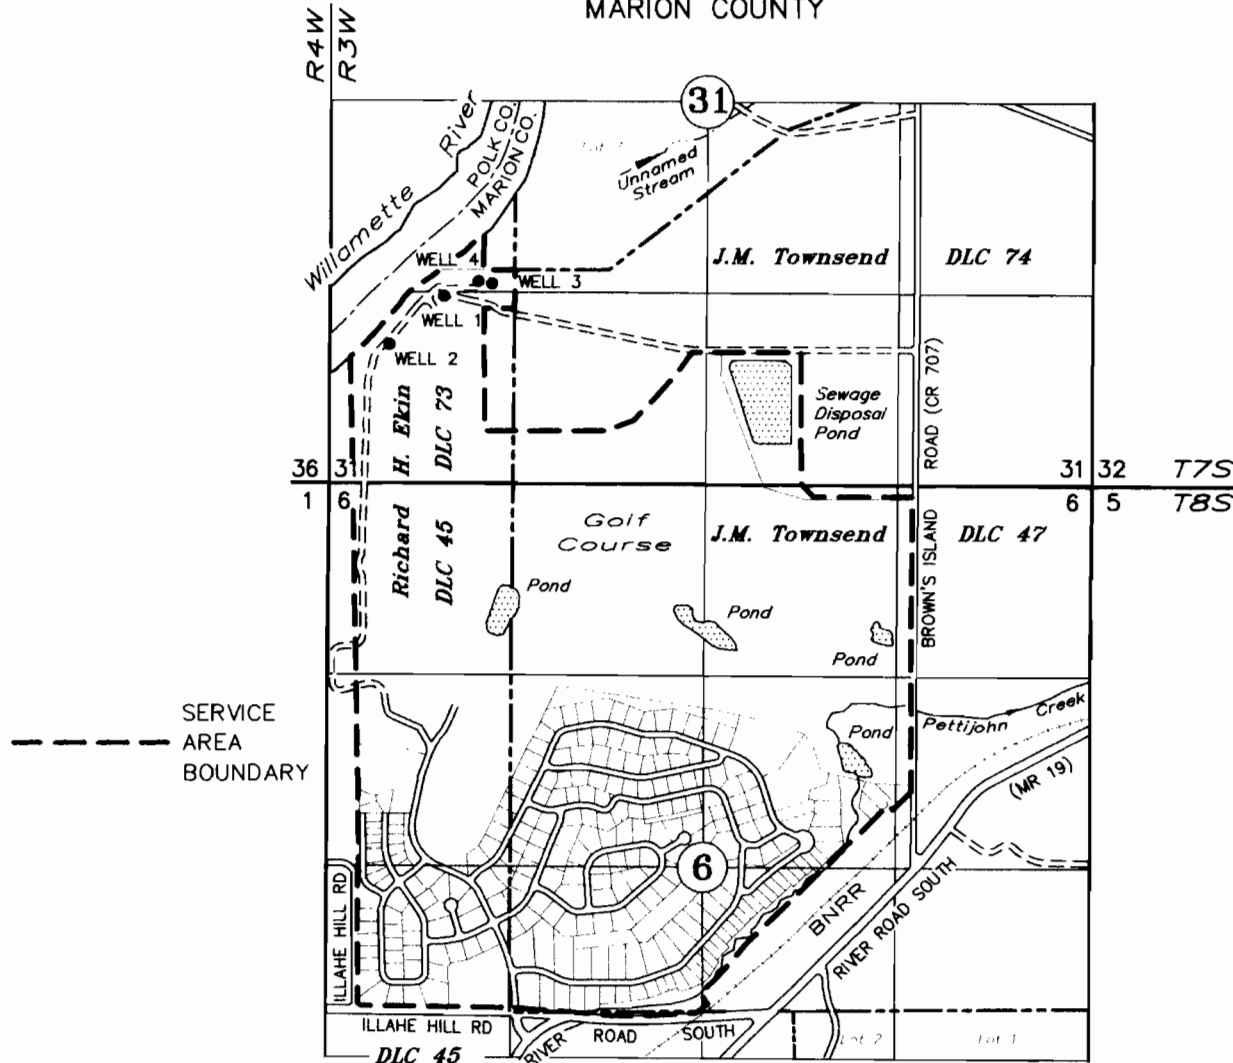 MARION COUNTY
R4W
R3W
31
Willamette
River
POLK CO.
MARION CO.
Unnamed
Stream
WELL 4
WELL 3
WELL 1
WELL 2
J.M. Townsend DLC 74
Richard H. Ekin
DLC 73
Sewage
Disposal
Pond
ROAD (CR 707)
36 31
31 32 T7S
1 6
6 5 T8S
Golf
Course
J.M. Townsend DLC 47
DLC 45
BROWN'S ISLAND
Pond
Pond
Pond
Pettijohn Creek
Pond
SERVICE
AREA
BOUNDARY
(MR 19)
6
BNRR
RIVER ROAD SOUTH
ILLAHE HILL RD
ILLAHE HILL RD
RIVER ROAD SOUTH
Lot 2
Lot 1
DLC 45